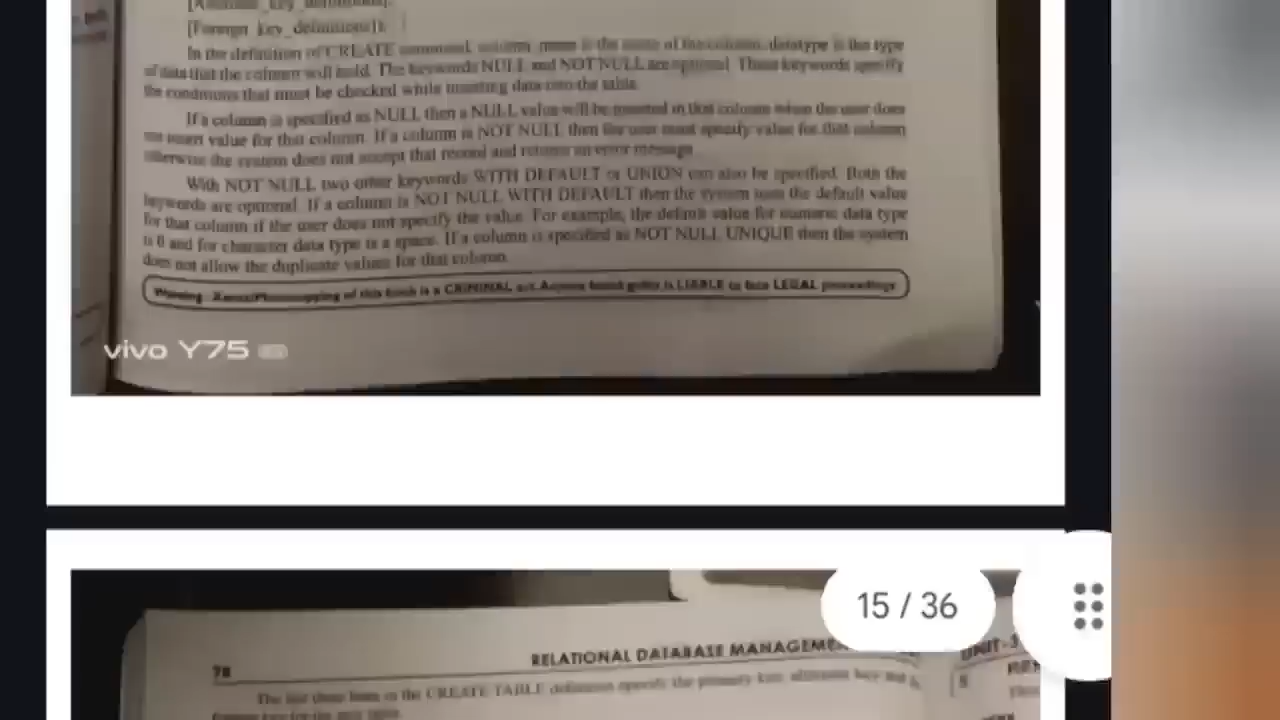 [Foreign key_definitions]);
In the definition of CREATE command, column name is the name of the column, datatype is the type
of data that the column will hold. The keywords NULL and NOT NULL are optional. These keywords specify
the conditions that must be checked while inserting data into the table.
If a column is specified as NULL then a NULL value will be inserted in that column when the user does
not insert value for that column. If a column is NOT NULL then the user must specify value for that column
otherwise the system does not accept that record and returns an error message.
With NOT NULL two other keywords WITH DEFAULT or UNION can also be specified. Both the
keywords are optional. If a column is NOT NULL WITH DEFAULT then the system uses the default value
for that column if the user does not specify the value. For example, the default value for numeric data type
is 0 and for character data type is a space. If a column is specified as NOT NULL UNIQUE then the system
does not allow the duplicate values for that column.
Warning : Xerox/Photocopying of this book is a CRIMINAL act. Anyone found guilty is LIABLE to face LEGAL proceedings.
vivo Y75
15 / 36
78
RELATIONAL DATABASE MANAGEME
UNIT-3
The last three lines in the CREATE TABLE definition specify the primary key, alternate key and
foreign key for the